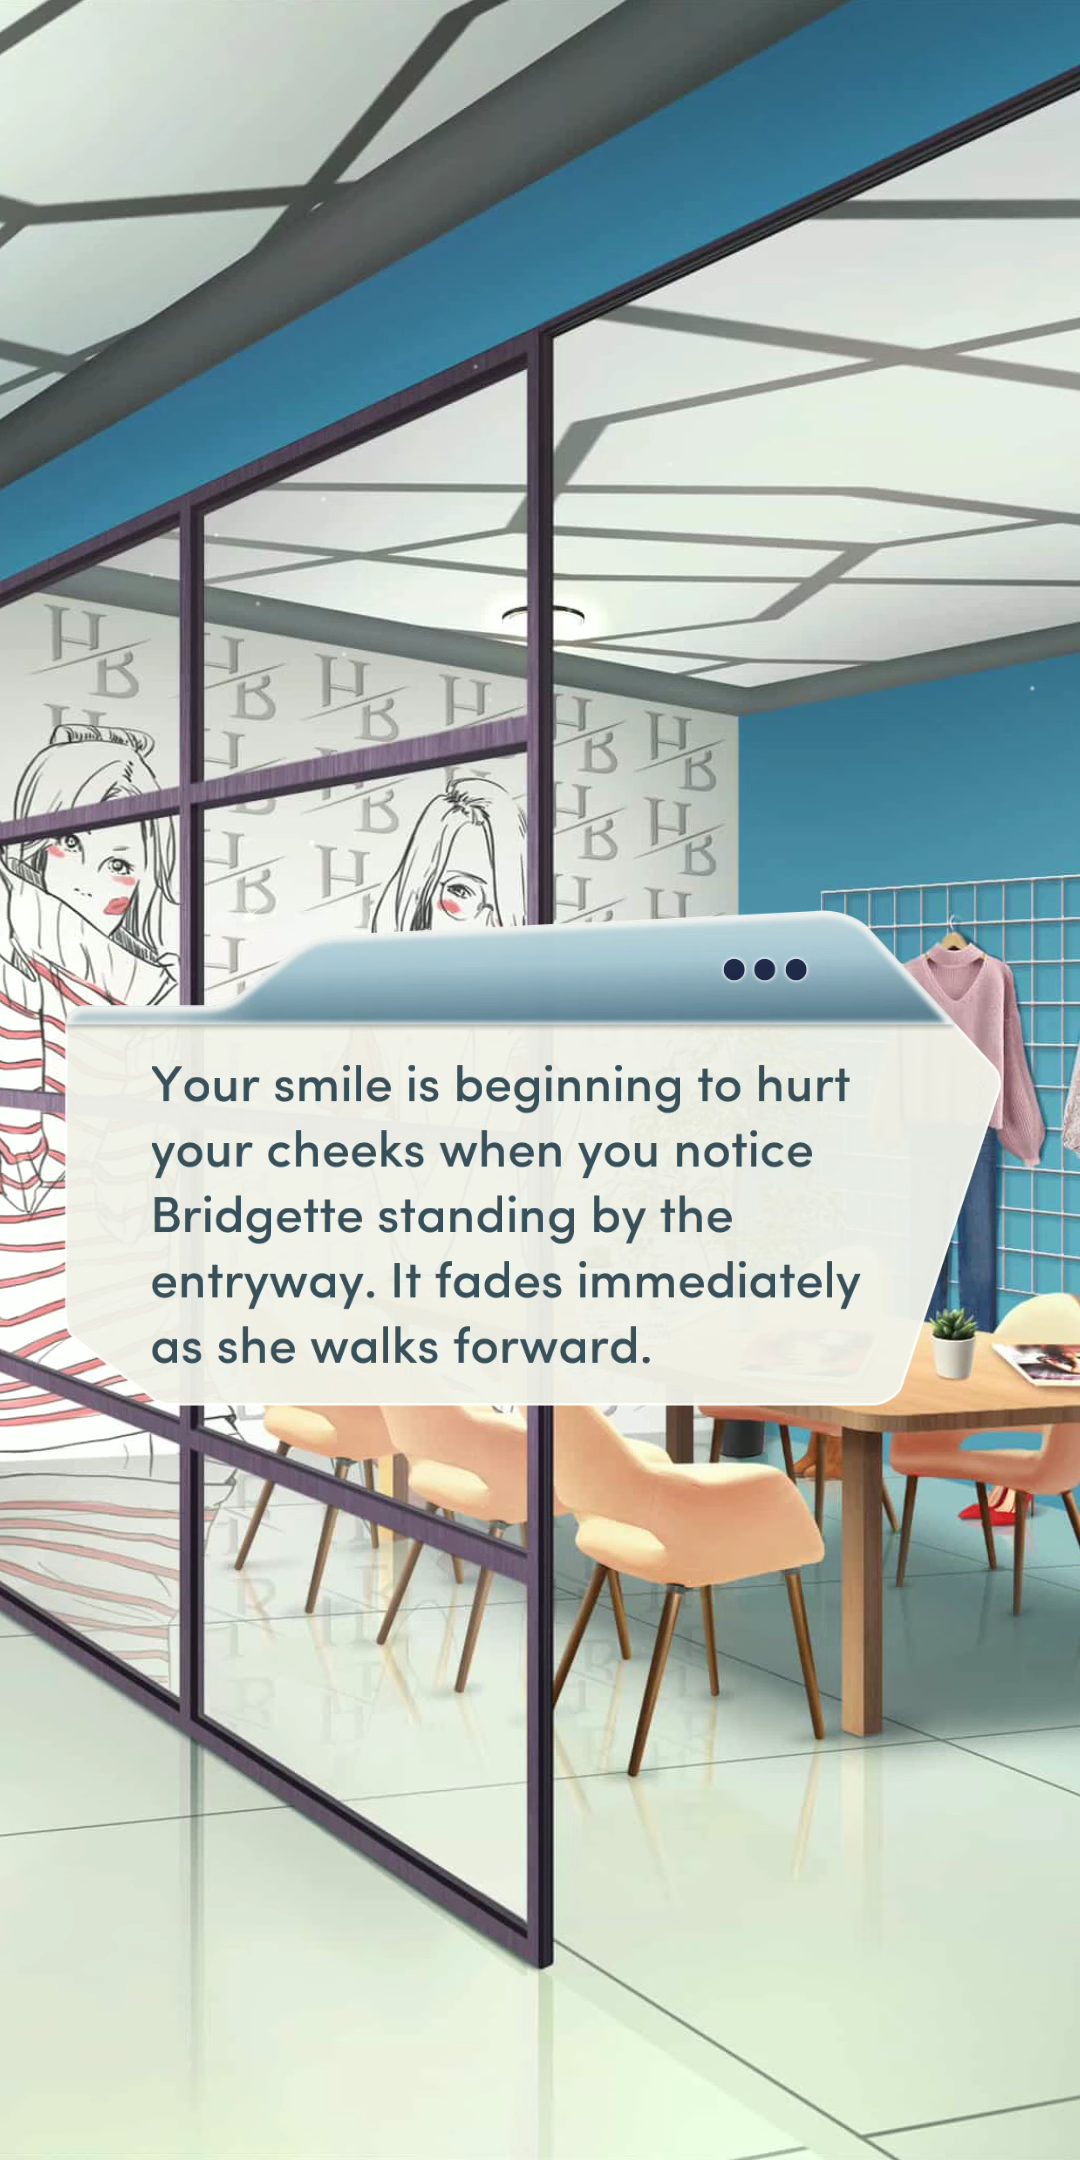 H/R
Your smile is beginning to hurt
your cheeks when you notice
Bridgette standing by the
entryway. It fades immediately
as she walks forward.